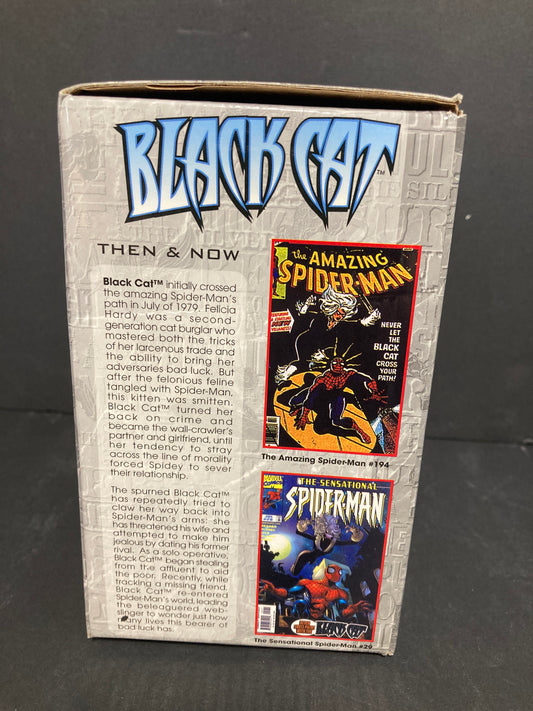 BLACK CAT™
THEN & NOW
Black Cat™ initially crossed
the amazing Spider-Man's
path in July of 1979. Felicia
Hardy was a second-
generation cat burglar who
mastered both the tricks
of her larcenous trade and
the ability to bring her
adversaries bad luck. But
after the felonious feline
tangled with Spider-Man,
this kitten was smitten.
Black Cat™ turned her
back on crime and
became the wall-crawler's
partner and girlfriend, until
her tendency to stray
across the line of morality
forced Spidey to sever
their relationship.
The spurned Black Cat™
has repeatedly tried to
claw her way back into
Spider-Man's arms: she
has threatened his wife and
attempted to make him
jealous by dating his former
rival. As a solo operative,
Black Cat™ began stealing
from the affluent to aid
the poor. Recently, while
tracking a missing friend,
Black Cat™ re-entered
Spider-Man's world, leading
the beleaguered web-
slinger to wonder just how
many lives this bearer of
bad luck has.
the AMAZING
SPIDER-MAN
NEVER
LET
THE
BLACK
CAT
CROSS
YOUR
PATH!
The Amazing Spider-Man #194
THE SENSATIONAL
SPIDER-MAN
BLACK CAT
The Sensational Spider-Man #29